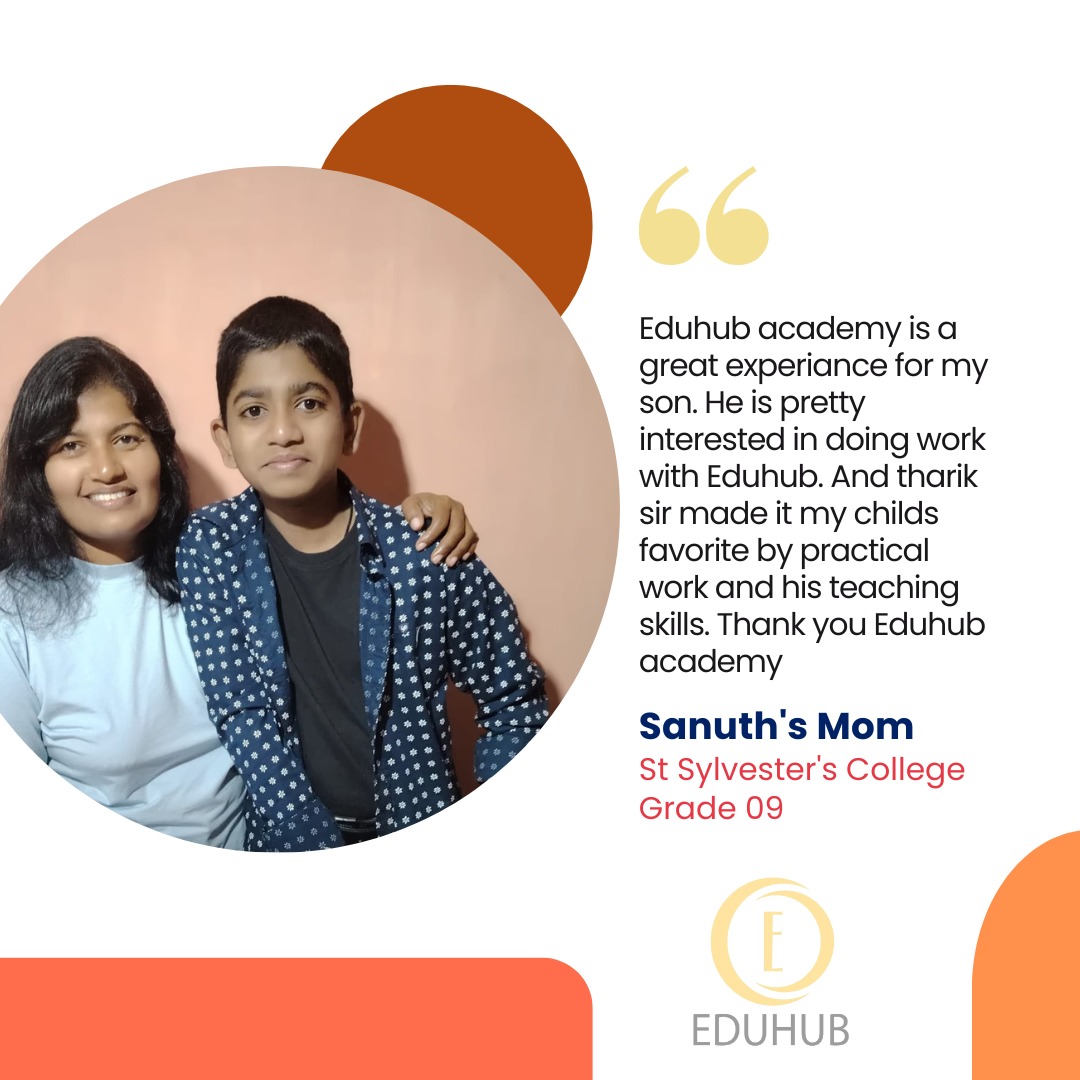 Eduhub academy is a
great experiance for my
son. He is pretty
interested in doing work
with Eduhub. And tharik
sir made it my childs
favorite by practical
work and his teaching
skills. Thank you Eduhub
academy
Sanuth's Mom
St Sylvester's College
Grade 09
E
EDUHUB